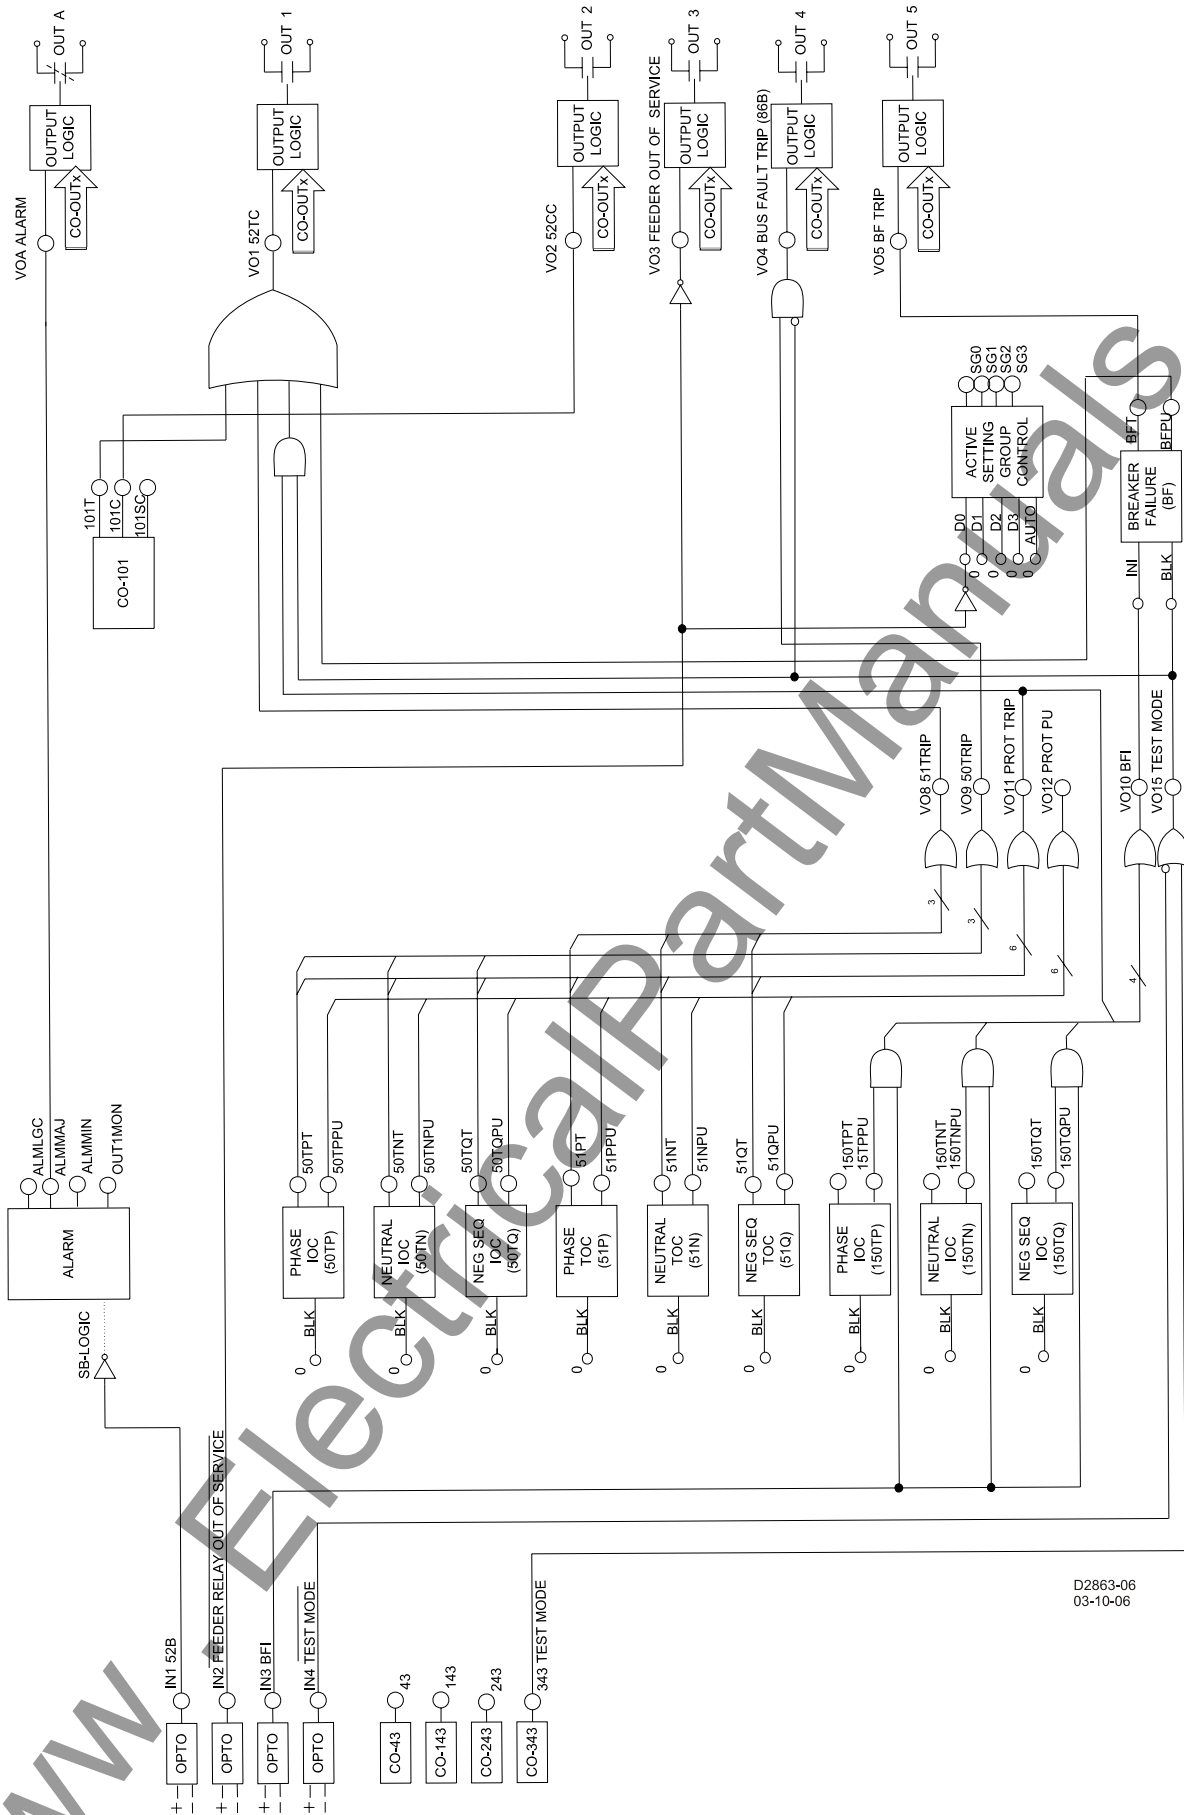 OPTO
IN1 52B
OPTO
IN2 FEEDER RELAY OUT OF SERVICE
OPTO
IN3 BFI
OPTO
IN4 TEST MODE
+
–
+
–
+
–
+
–
CO-43
43
CO-143
143
CO-243
243
CO-343
343 TEST MODE
SB-LOGIC
ALARM
ALMLGC
ALMMAJ
ALMMIN
OUT1MON
0
BLK
PHASE
IOC
(50TP)
50TPT
50TPPU
0
BLK
NEUTRAL
IOC
(50TN)
50TNT
50TNPU
0
BLK
NEG SEQ
IOC
(50TQ)
50TQT
50TQPU
0
BLK
PHASE
TOC
(51P)
51PT
51PPU
0
BLK
NEUTRAL
TOC
(51N)
51NT
51NPU
0
BLK
NEG SEQ
TOC
(51Q)
51QT
51QPU
0
BLK
PHASE
IOC
(150TP)
150TPT
15TPPU
0
BLK
NEUTRAL
IOC
(150TN)
150TNT
150TNPU
0
BLK
NEG SEQ
IOC
(150TQ)
150TQT
150TQPU
3
3
6
6
4
VO8 51TRIP
VO9 50TRIP
VO11 PROT TRIP
VO12 PROT PU
VO10 BFI
VO15 TEST MODE
CO-101
101T
101C
101SC
0
0
0
0
D0
D1
D2
D3
AUTO
ACTIVE
SETTING
GROUP
CONTROL
SG0
SG1
SG2
SG3
INI
BLK
BREAKER
FAILURE
(BF)
BFT
BFPU
VOA ALARM
CO-OUTx
OUTPUT
LOGIC
OUT A
VO1 52TC
CO-OUTx
OUTPUT
LOGIC
OUT 1
VO2 52CC
CO-OUTx
OUTPUT
LOGIC
OUT 2
VO3 FEEDER OUT OF SERVICE
CO-OUTx
OUTPUT
LOGIC
OUT 3
VO4 BUS FAULT TRIP (86B)
CO-OUTx
OUTPUT
LOGIC
OUT 4
VO5 BF TRIP
CO-OUTx
OUTPUT
LOGIC
OUT 5
D2863-06
03-10-06
www.ElectricalPartManuals